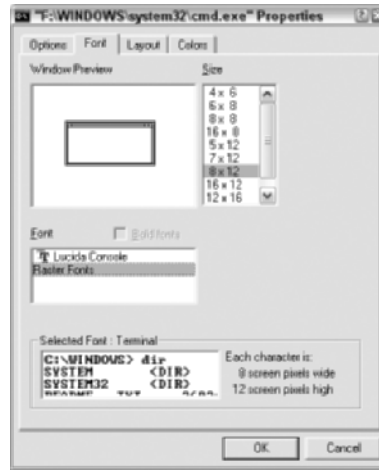 "F:\WINDOWS\system32\cmd.exe" Properties
Options Font Layout Colors
Window Preview
Size
4 x 6
6 x 8
8 x 8
16 x 8
5 x 12
7 x 12
8 x 12
16 x 12
12 x 16
Font
Bold fonts
Lucida Console
Raster Fonts
Selected Font : Terminal
C:\WINDOWS> dir
SYSTEM <DIR>
SYSTEM32 <DIR>
README TXT
Each character is:
8 screen pixels wide
12 screen pixels high
OK Cancel